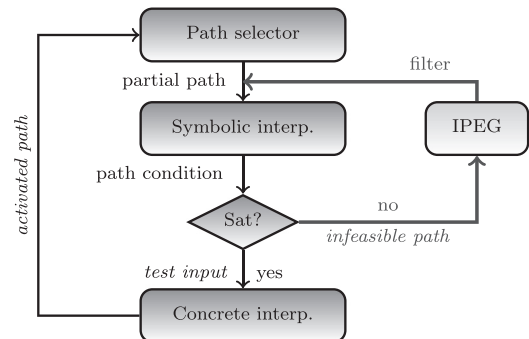 Path selector
partial path
filter
Symbolic interp.
IPEG
activated path
path condition
Sat?
no
infeasible path
test input
yes
Concrete interp.